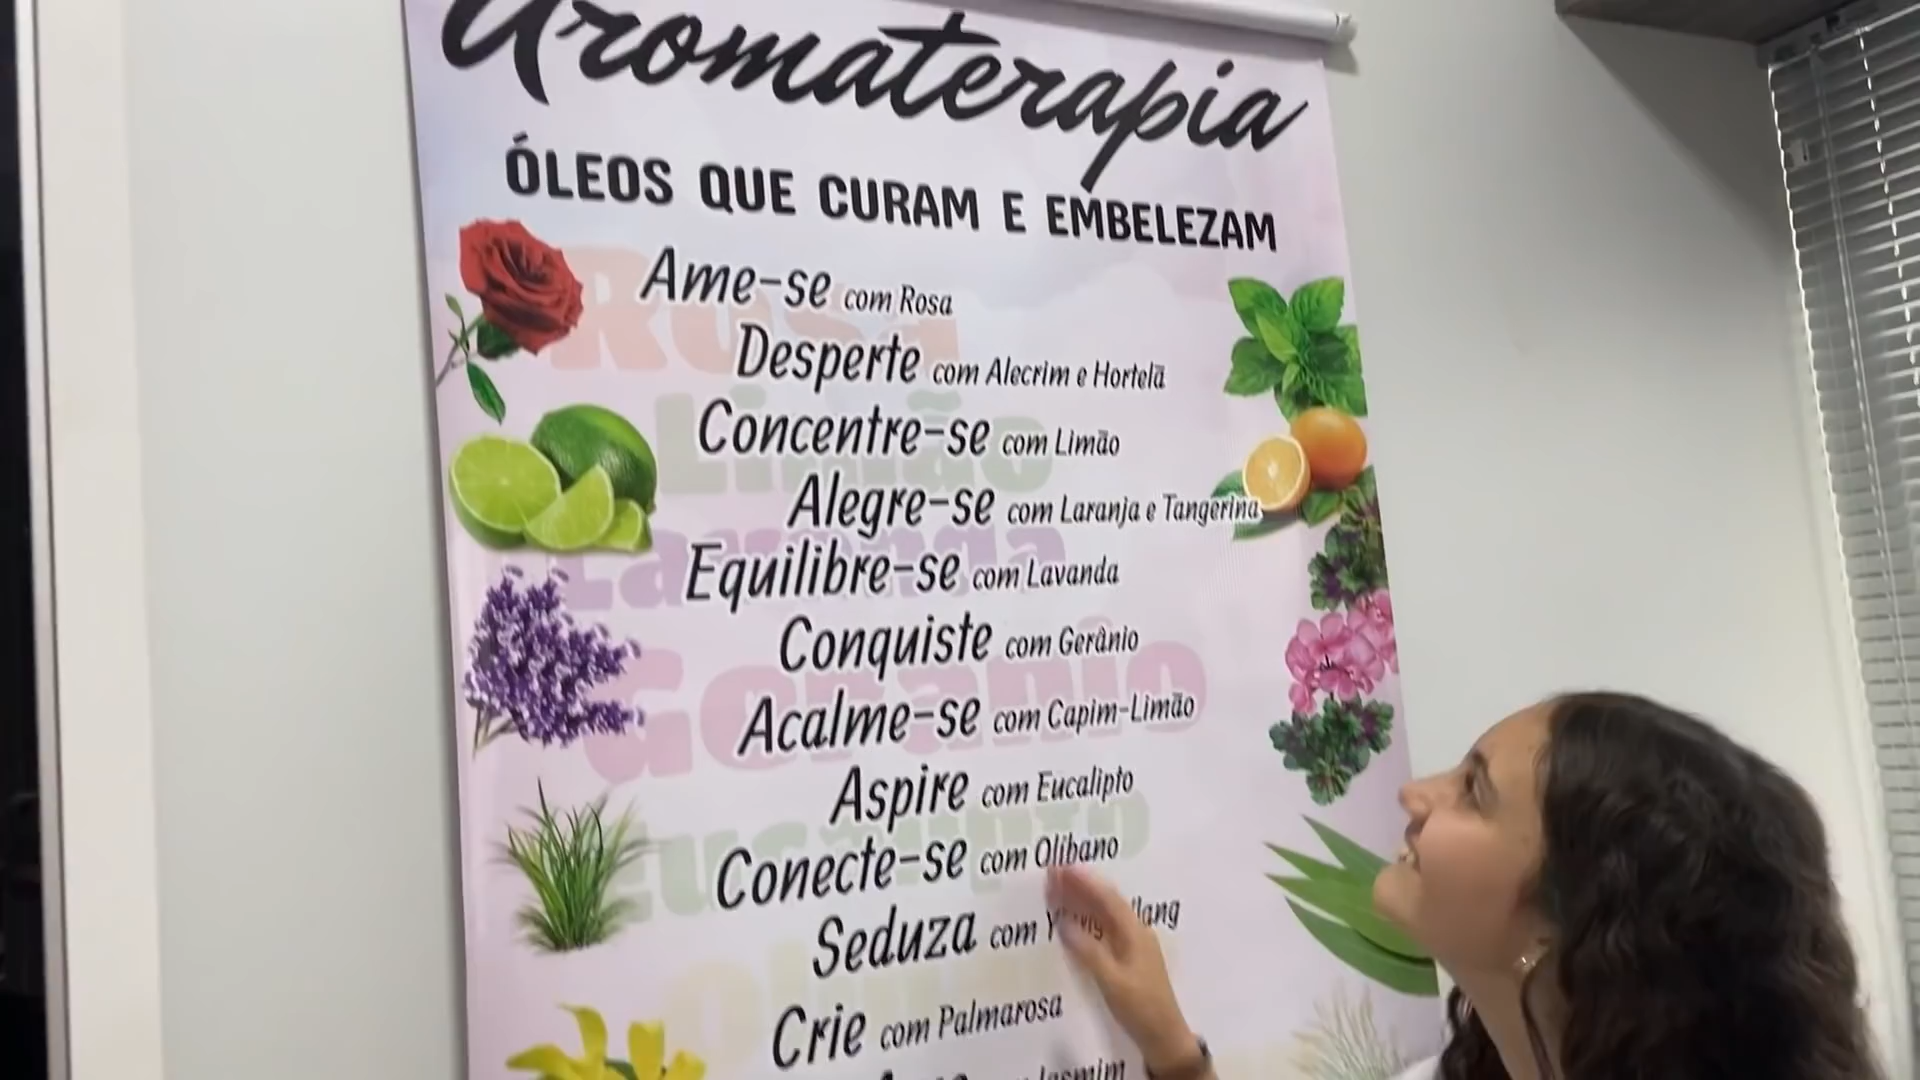 Aromaterapia
ÓLEOS QUE CURAM E EMBELEZAM
Ame-se com Rosa
Desperte com Alecrim e Hortelã
Concentre-se com Limão
Alegre-se com Laranja e Tangerina
Equilibre-se com Lavanda
Conquiste com Gerânio
Acalme-se com Capim-Limão
Aspire com Eucalipto
Conecte-se com Olíbano
Seduza com
Crie com Palmarosa
Jasmim